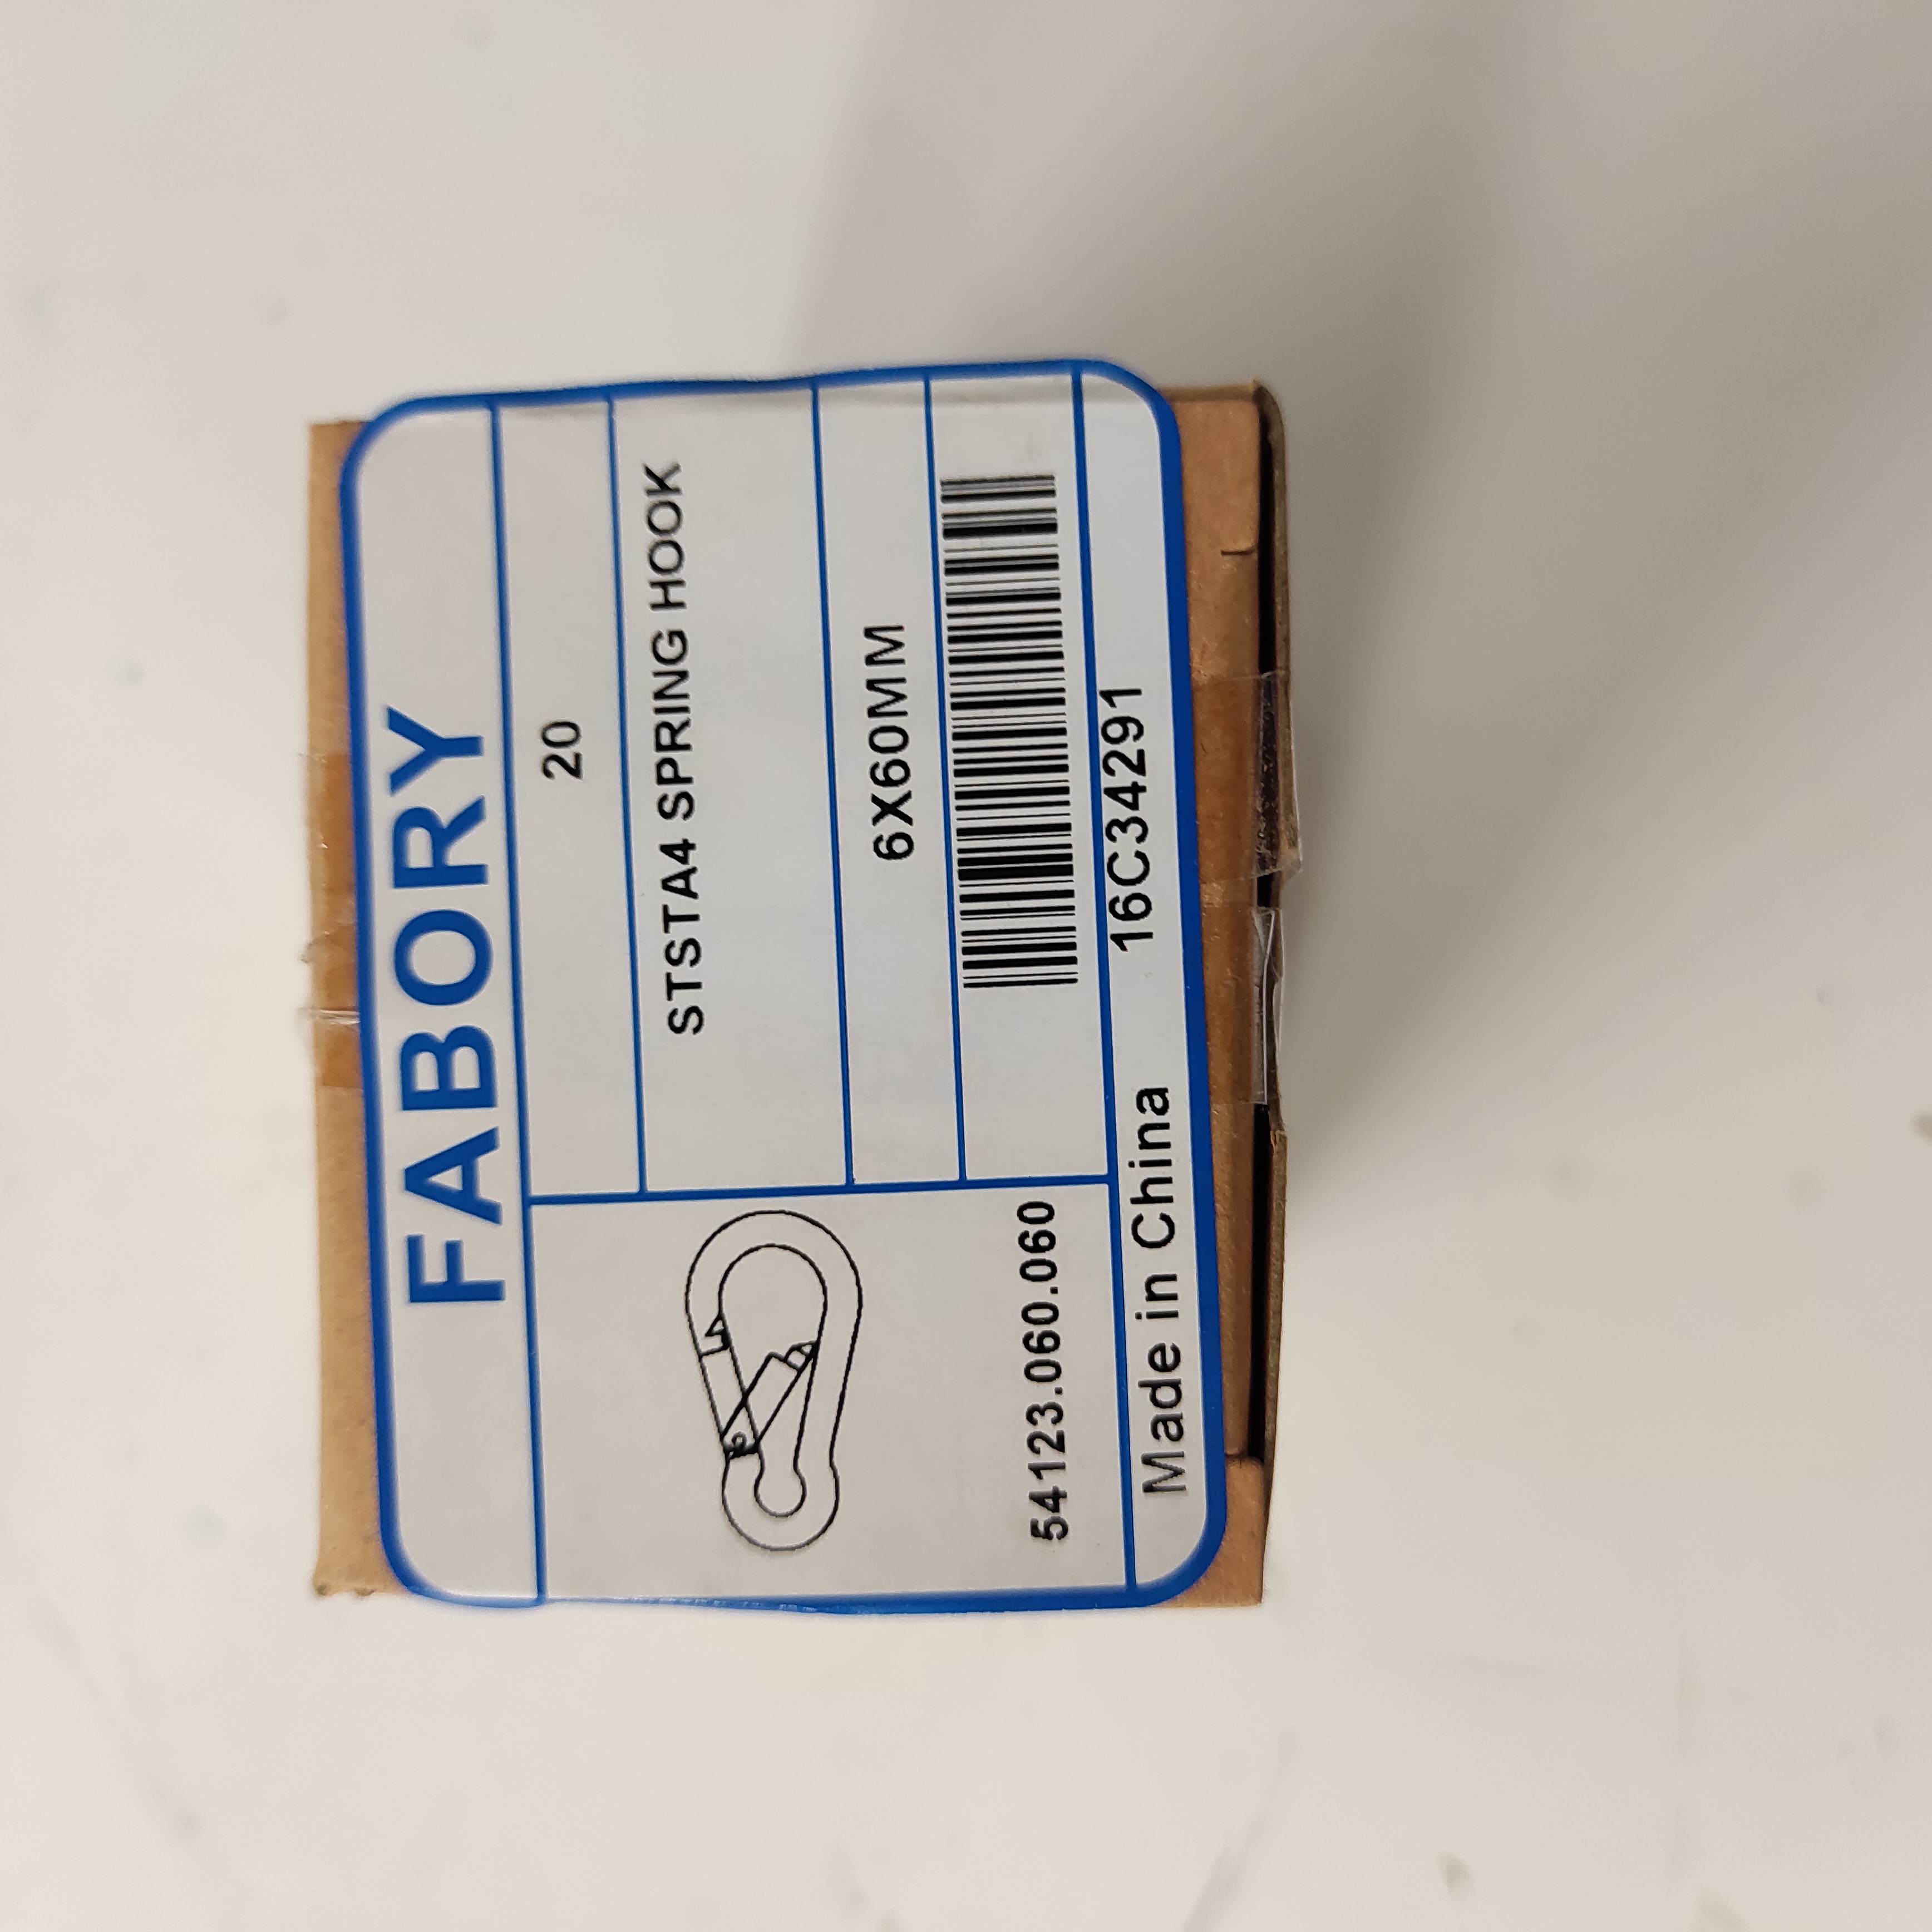 FABORY
20
STSTA4 SPRING HOOK
6X60MM
54123.060.060
Made in China 16C34291